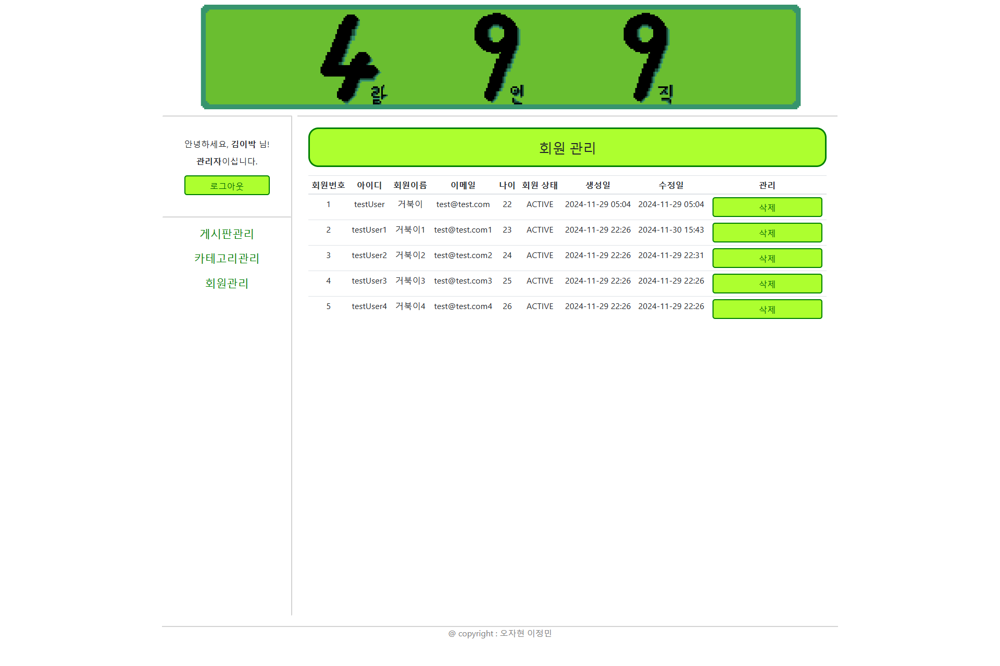 4 9 9
안녕하세요, 김이박 님!
관리자이십니다.
로그아웃
게시판관리
카테고리관리
회원관리
회원 관리
회원번호 아이디 회원이름 이메일 나이 회원 상태 생성일 수정일 관리
1 testUser 거북이 test@test.com 22 ACTIVE 2024-11-29 05:04 2024-11-29 05:04 삭제
2 testUser1 거북이1 test@test.com1 23 ACTIVE 2024-11-29 22:26 2024-11-30 15:43 삭제
3 testUser2 거북이2 test@test.com2 24 ACTIVE 2024-11-29 22:26 2024-11-29 22:31 삭제
4 testUser3 거북이3 test@test.com3 25 ACTIVE 2024-11-29 22:26 2024-11-29 22:26 삭제
5 testUser4 거북이4 test@test.com4 26 ACTIVE 2024-11-29 22:26 2024-11-29 22:26 삭제
@ copyright : 오자현 이정민